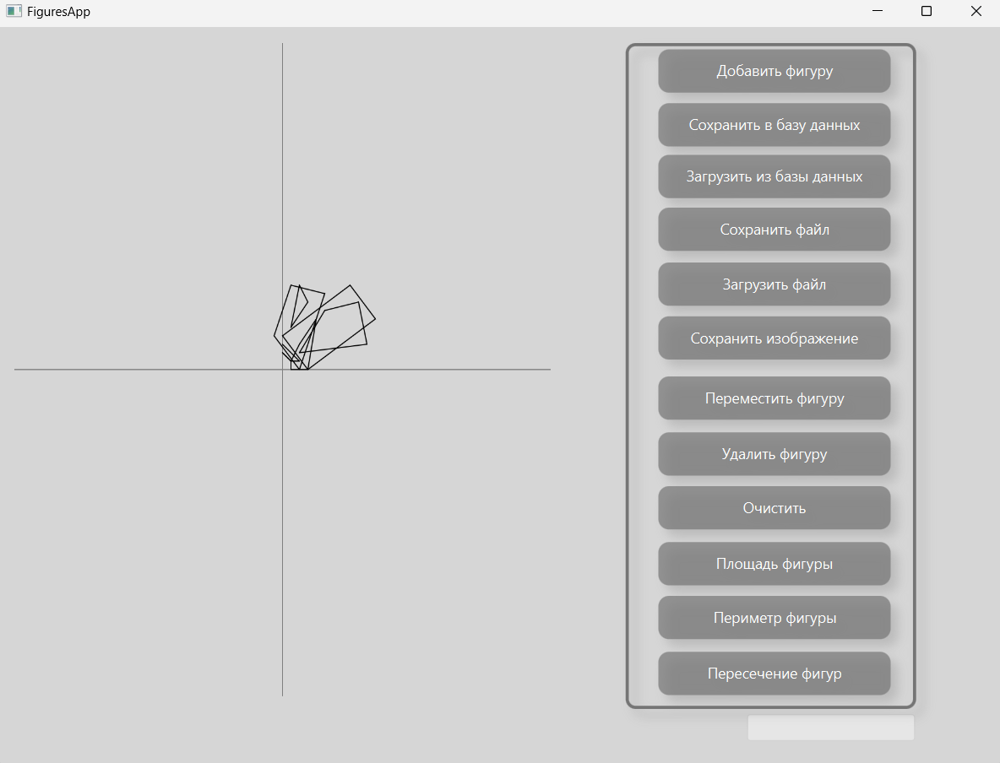 FiguresApp
Добавить фигуру
Сохранить в базу данных
Загрузить из базы данных
Сохранить файл
Загрузить файл
Сохранить изображение
Переместить фигуру
Удалить фигуру
Очистить
Площадь фигуры
Периметр фигуры
Пересечение фигур